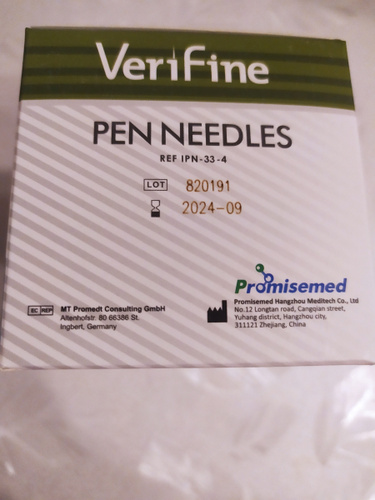 VeriFine
PEN NEEDLES
REF IPN-33-4
LOT 820191
2024-09
Promisemed
Promisemed Hangzhou Meditech Co., Ltd
No.12 Longtan road, Cangqian street,
Yuhang district, Hangzhou city,
311121 Zhejiang, China
EC REP MT Promedt Consulting GmbH
Altenhofstr. 80 66386 St.
Ingbert, Germany